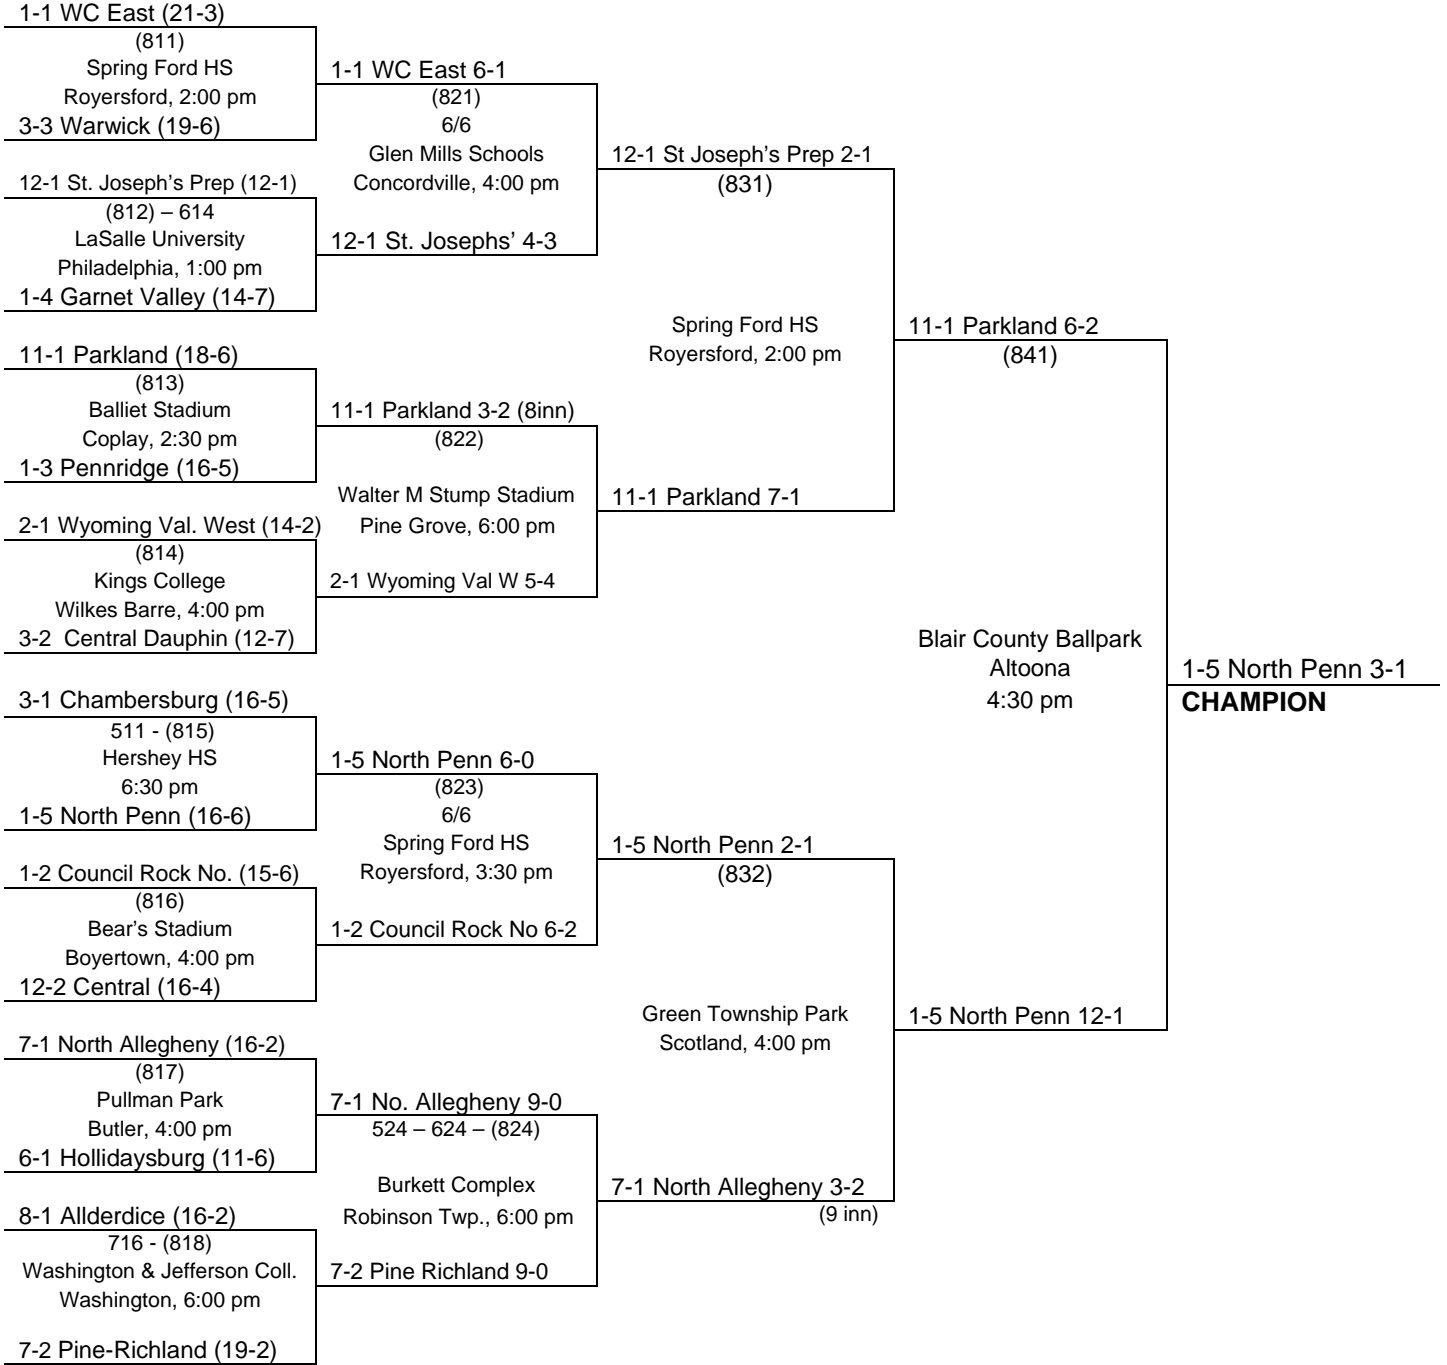 1-1 WC East (21-3)
(811)
Spring Ford HS
Royersford, 2:00 pm
3-3 Warwick (19-6)
12-1 St. Joseph's Prep (12-1)
(812) – 614
LaSalle University
Philadelphia, 1:00 pm
1-4 Garnet Valley (14-7)
11-1 Parkland (18-6)
(813)
Balliet Stadium
Coplay, 2:30 pm
1-3 Pennridge (16-5)
2-1 Wyoming Val. West (14-2)
(814)
Kings College
Wilkes Barre, 4:00 pm
3-2 Central Dauphin (12-7)
3-1 Chambersburg (16-5)
511 - (815)
Hershey HS
6:30 pm
1-5 North Penn (16-6)
1-2 Council Rock No. (15-6)
(816)
Bear's Stadium
Boyertown, 4:00 pm
12-2 Central (16-4)
7-1 North Allegheny (16-2)
(817)
Pullman Park
Butler, 4:00 pm
6-1 Hollidaysburg (11-6)
8-1 Allderdice (16-2)
716 - (818)
Washington & Jefferson Coll.
Washington, 6:00 pm
7-2 Pine-Richland (19-2)
1-1 WC East 6-1
(821)
6/6
Glen Mills Schools
Concordville, 4:00 pm
12-1 St. Josephs' 4-3
11-1 Parkland 3-2 (8inn)
(822)
Walter M Stump Stadium
Pine Grove, 6:00 pm
2-1 Wyoming Val W 5-4
1-5 North Penn 6-0
(823)
6/6
Spring Ford HS
Royersford, 3:30 pm
1-2 Council Rock No 6-2
7-1 No. Allegheny 9-0
524 – 624 – (824)
Burkett Complex
Robinson Twp., 6:00 pm
7-2 Pine Richland 9-0
12-1 St Joseph's Prep 2-1
(831)
Spring Ford HS
Royersford, 2:00 pm
11-1 Parkland 7-1
1-5 North Penn 2-1
(832)
Green Township Park
Scotland, 4:00 pm
7-1 North Allegheny 3-2
(9 inn)
11-1 Parkland 6-2
(841)
Blair County Ballpark
Altoona
4:30 pm
1-5 North Penn 12-1
1-5 North Penn 3-1
CHAMPION